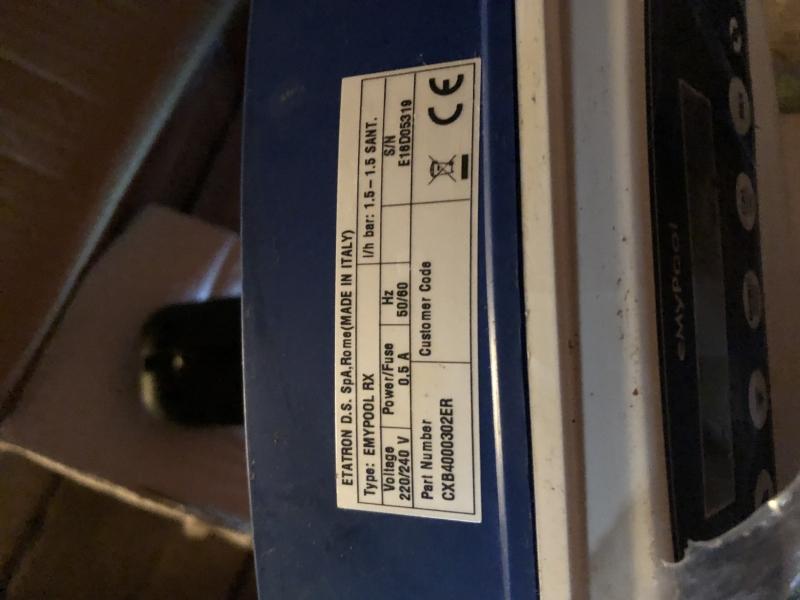 ETATRON D.S. SpA,Rome(MADE IN ITALY)
Type: EMYPOOL RX
l/h bar: 1.5 – 1.5 SANT.
Voltage
220/240 V
Power/Fuse
0.5 A
Hz
50/60
S/N
E16D05319
Part Number
CXB4000302ER
Customer Code
CE
eMyPool